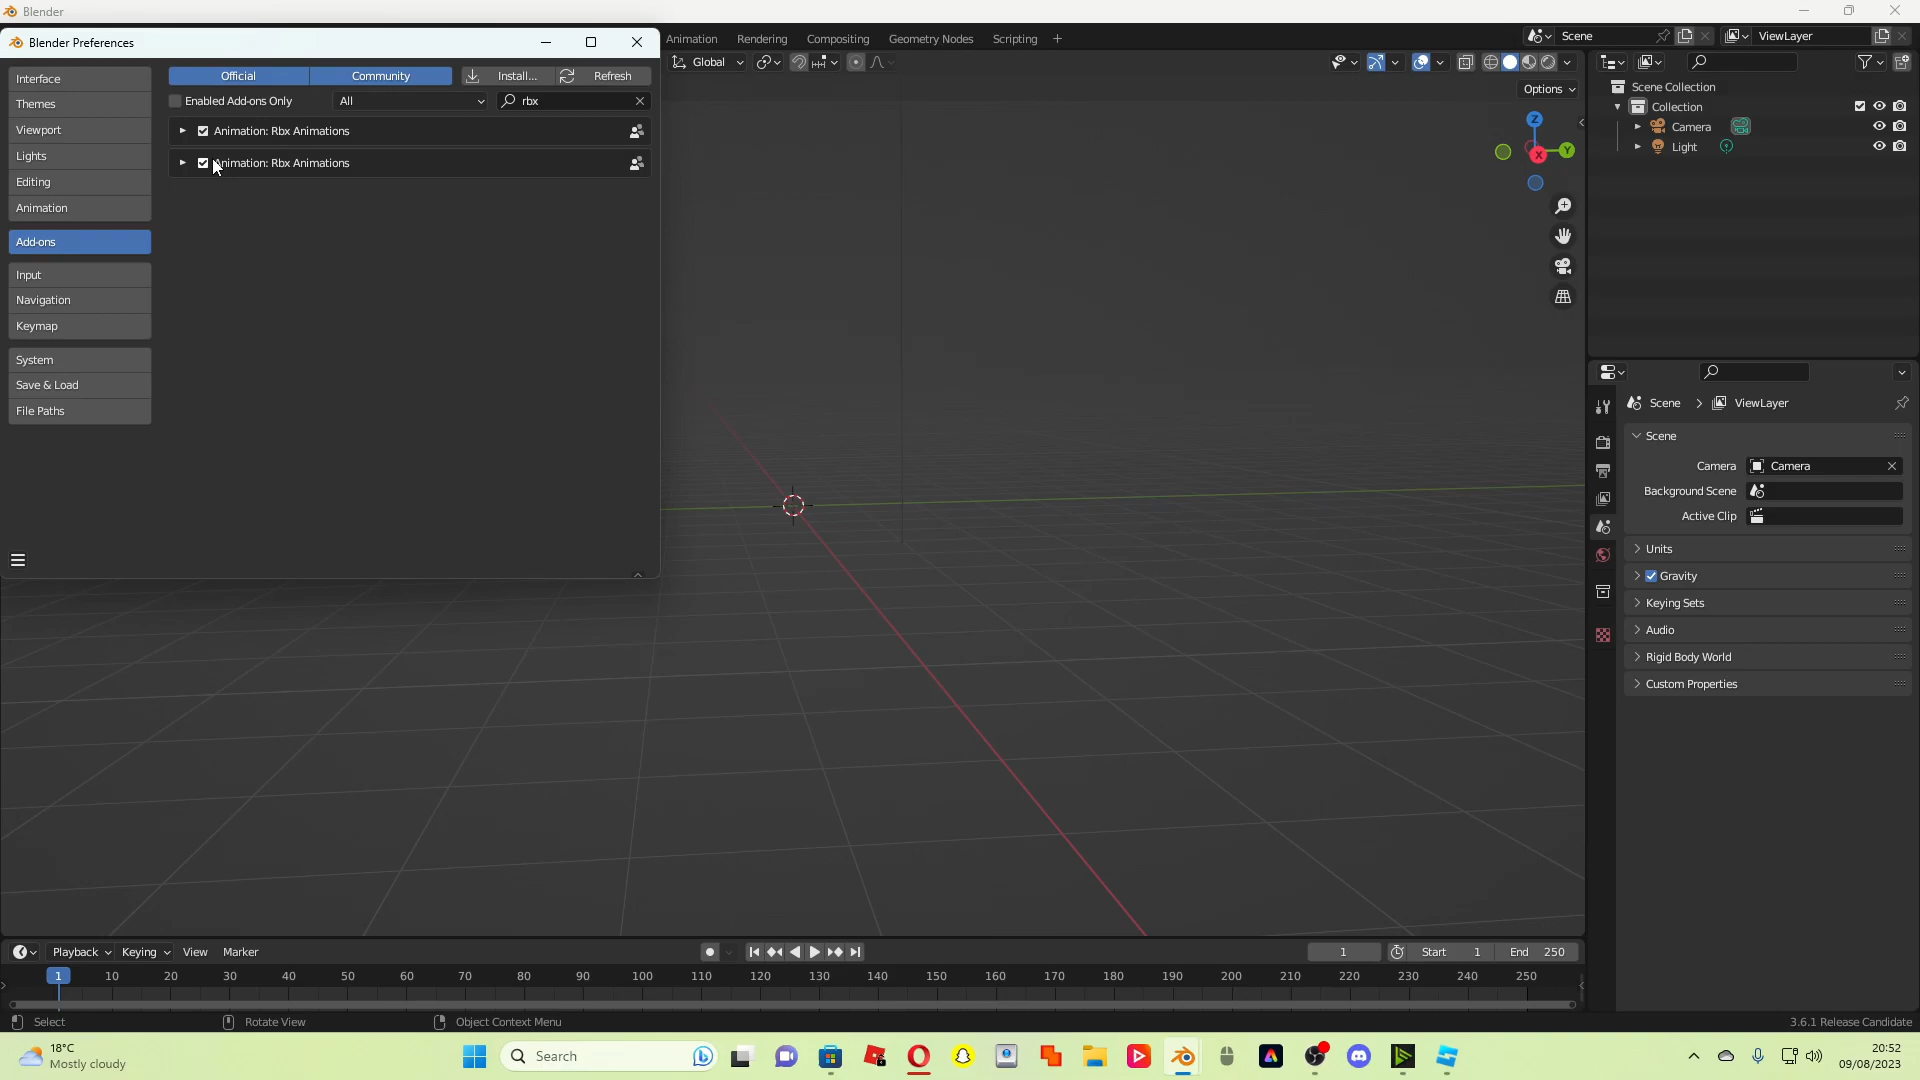 Blender
Blender Preferences
Animation Rendering Compositing Geometry Nodes Scripting
Scene
ViewLayer
Interface
Themes
Viewport
Lights
Editing
Animation
Add-ons
Input
Navigation
Keymap
System
Save & Load
File Paths
Official Community Install... Refresh
Enabled Add-ons Only All rbx
Animation: Rbx Animations
Animation: Rbx Animations
Global
Options
Z
Y
X
Scene Collection
Collection
Camera
Light
Scene ViewLayer
Scene
Camera Camera
Background Scene
Active Clip
Units
Gravity
Keying Sets
Audio
Rigid Body World
Custom Properties
Playback Keying View Marker
1 Start 1 End 250
1 10 20 30 40 50 60 70 80 90 100 110 120 130 140 150 160 170 180 190 200 210 220 230 240 250
Select Rotate View Object Context Menu 3.6.1 Release Candidate
18°C
Mostly cloudy
Search
20:52
09/08/2023